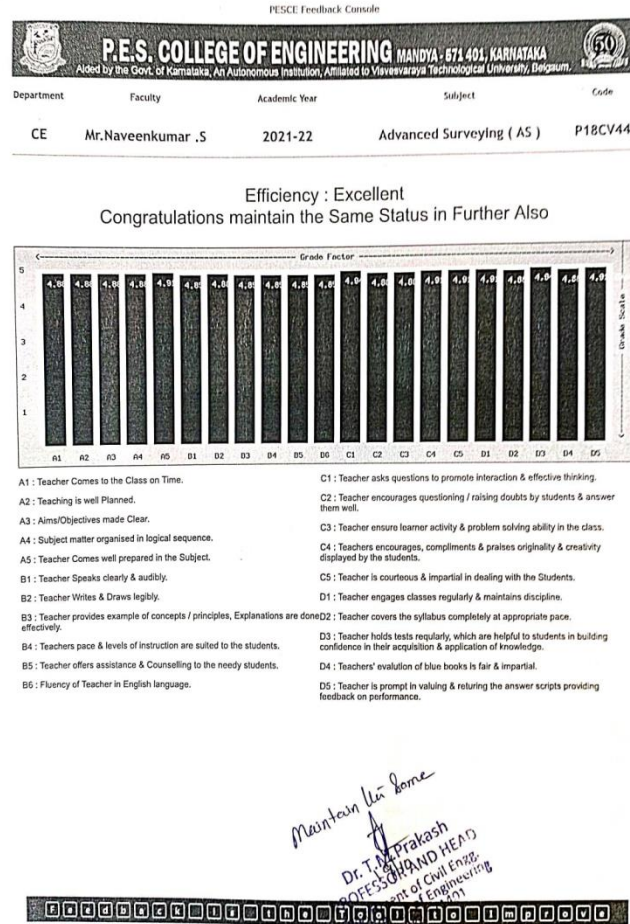 PESCE Feedback Console
P.E.S. COLLEGE OF ENGINEERING MANDYA - 571 401, KARNATAKA
Aided by the Govt. of Karnataka, An Autonomous Institution, Affiliated to Visvesvaraya Technological University, Belgaum.
50
Department Faculty Academic Year Subject Code
CE Mr.Naveenkumar .S 2021-22 Advanced Surveying ( AS ) P18CV44
Efficiency : Excellent
Congratulations maintain the Same Status in Further Also
Grade Factor
Grade Scale
5
4
3
2
1
A1 A2 A3 A4 A5 B1 B2 B3 B4 B5 B6 C1 C2 C3 C4 C5 D1 D2 D3 D4 D5
A1 : Teacher Comes to the Class on Time.
A2 : Teaching is well Planned.
A3 : Aims/Objectives made Clear.
A4 : Subject matter organised in logical sequence.
A5 : Teacher Comes well prepared in the Subject.
B1 : Teacher Speaks clearly & audibly.
B2 : Teacher Writes & Draws legibly.
B3 : Teacher provides example of concepts / principles, Explanations are done
effectively.
B4 : Teachers pace & levels of instruction are suited to the students.
B5 : Teacher offers assistance & Counselling to the needy students.
B6 : Fluency of Teacher in English language.
C1 : Teacher asks questions to promote interaction & effective thinking.
C2 : Teacher encourages questioning / raising doubts by students & answer
them well.
C3 : Teacher ensure learner activity & problem solving ability in the class.
C4 : Teachers encourages, compliments & praises originality & creativity
displayed by the students.
C5 : Teacher is courteous & impartial in dealing with the Students.
D1 : Teacher engages classes regularly & maintains discipline.
D2 : Teacher covers the syllabus completely at appropriate pace.
D3 : Teacher holds tests regularly, which are helpful to students in building
confidence in their acquisition & application of knowledge.
D4 : Teachers' evalution of blue books is fair & impartial.
D5 : Teacher is prompt in valuing & returing the answer scripts providing
feedback on performance.
Maintain
Dr. T.M. Prakash
PROFESSOR AND HEAD
of Civil Engg.
of Engineering
Feedback is the Tool to Improve